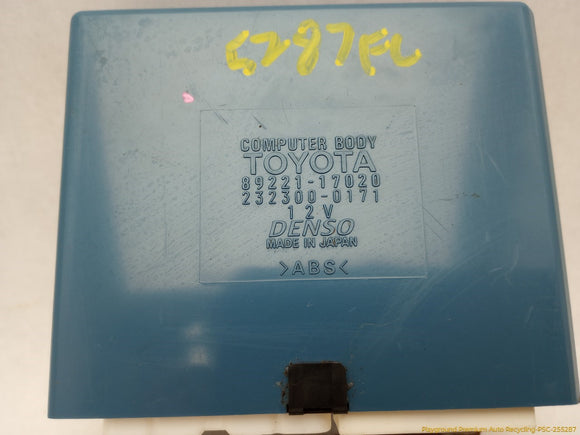 5287FL
COMPUTER BODY
TOYOTA
89221-17020
232300-0171
12V
DENSO
MADE IN JAPAN
>ABS<
Playground Premium Auto Recycling-PSC-255287